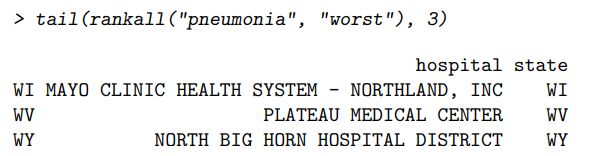 > tail(rankall("pneumonia", "worst"), 3)
hospital state
WI MAYO CLINIC HEALTH SYSTEM - NORTHLAND, INC WI
WV PLATEAU MEDICAL CENTER WV
WY NORTH BIG HORN HOSPITAL DISTRICT WY